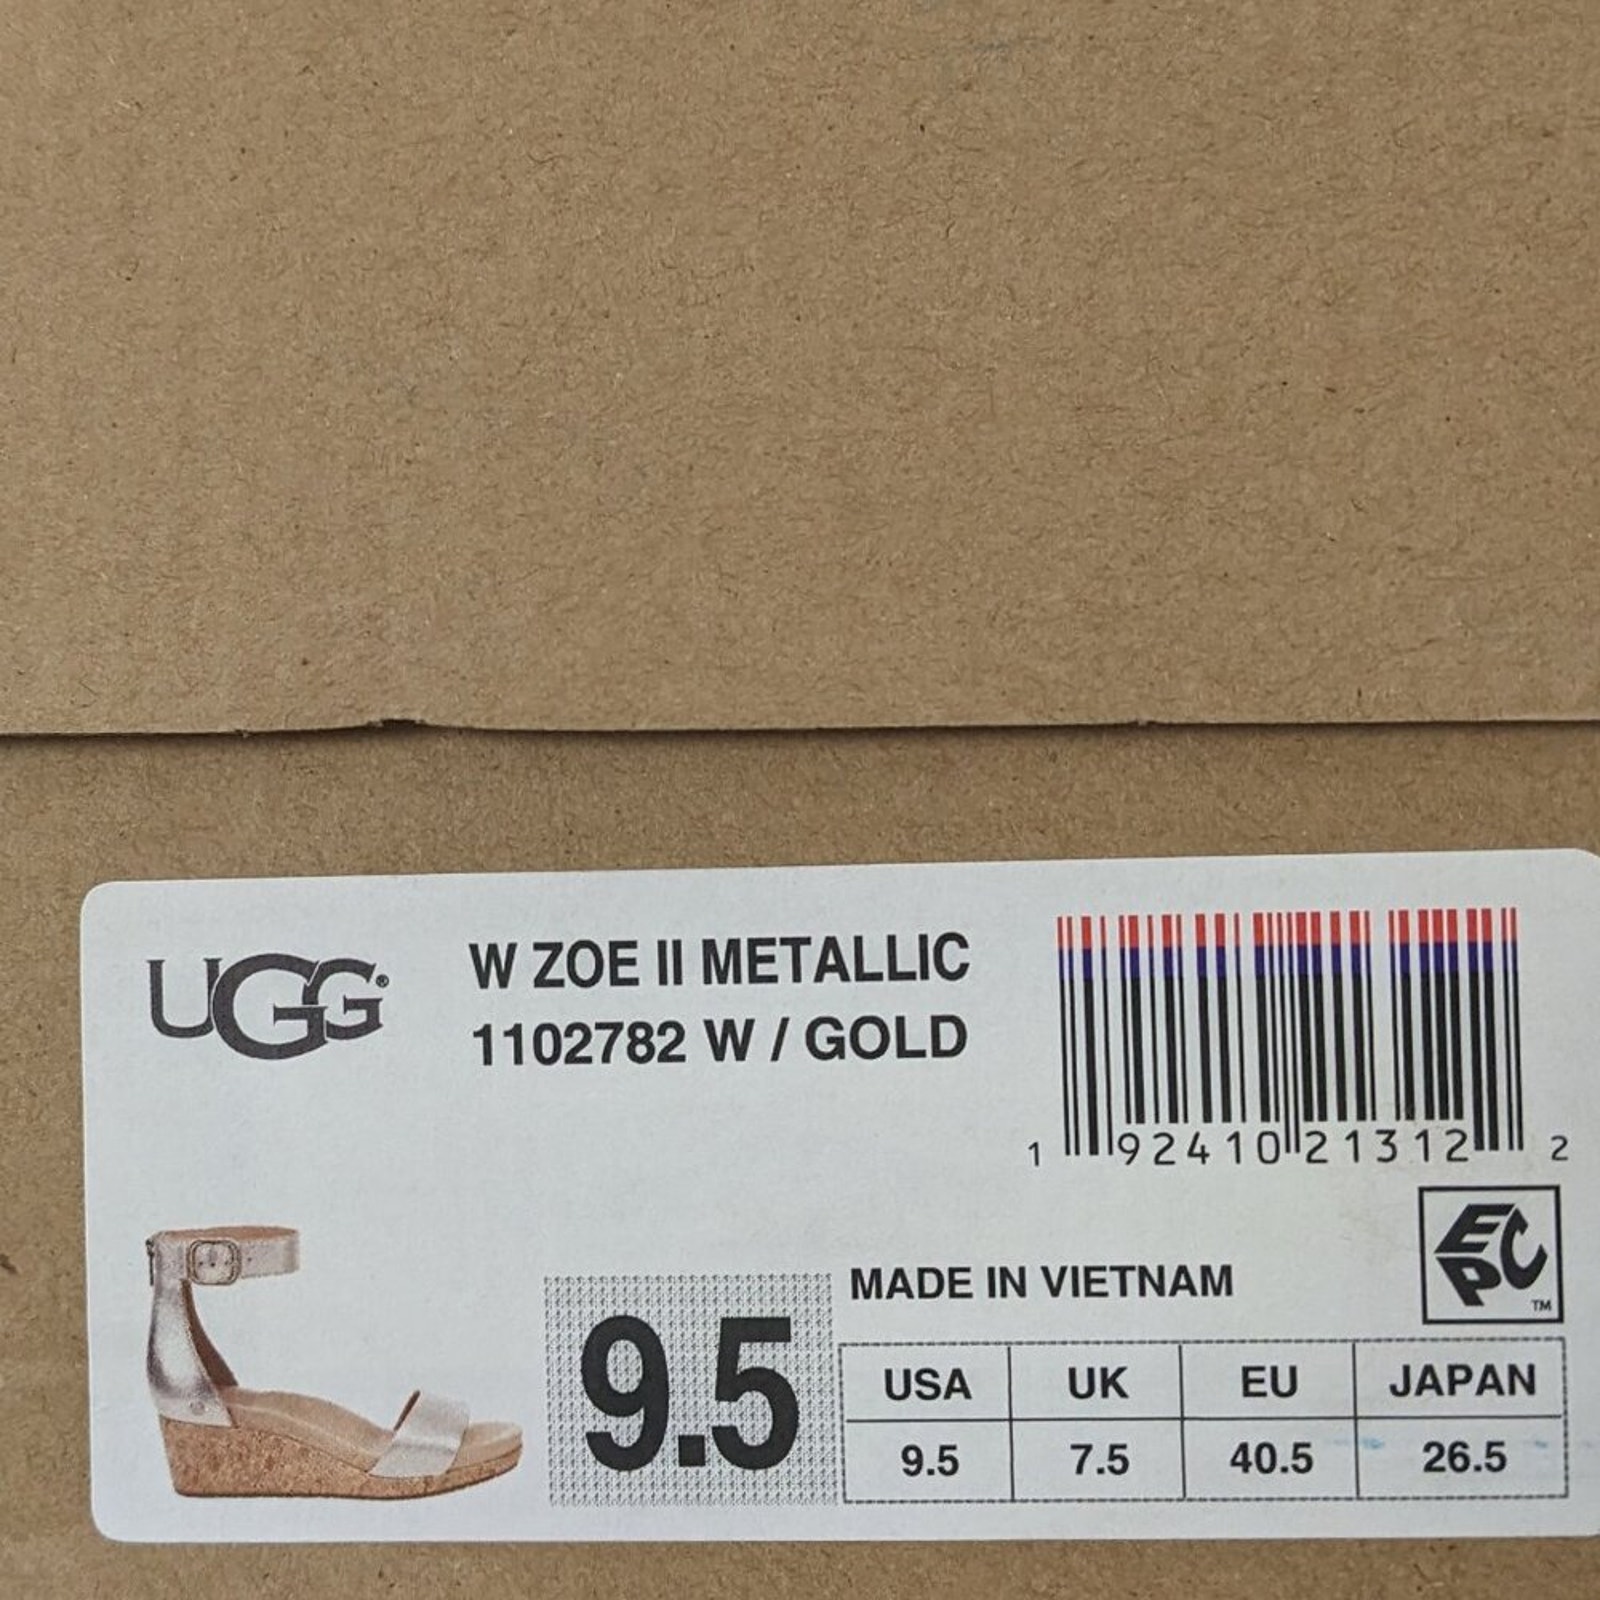 UGG®
W ZOE II METALLIC
1102782 W / GOLD
1 92410 21312 2
EPC™
MADE IN VIETNAM
9.5
USA UK EU JAPAN
9.5 7.5 40.5 26.5